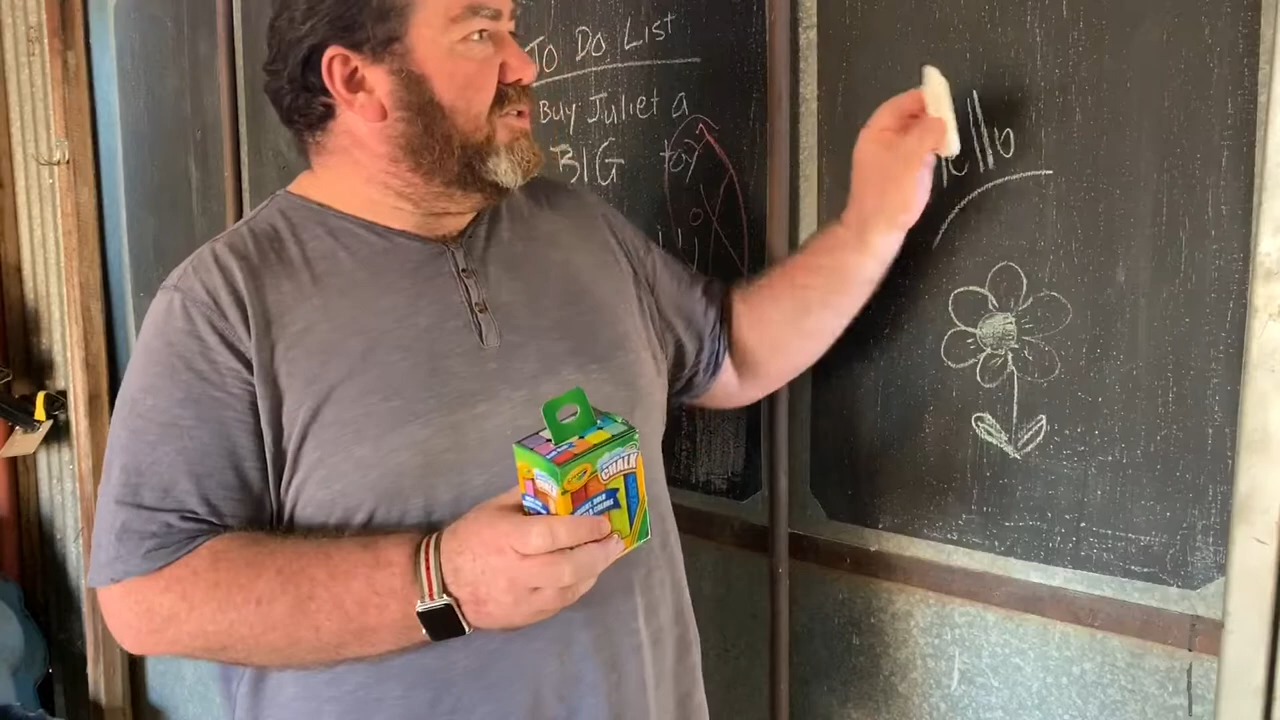 To Do List
Buy Juliet a
BIG toy
ello
Crayola
CHALK